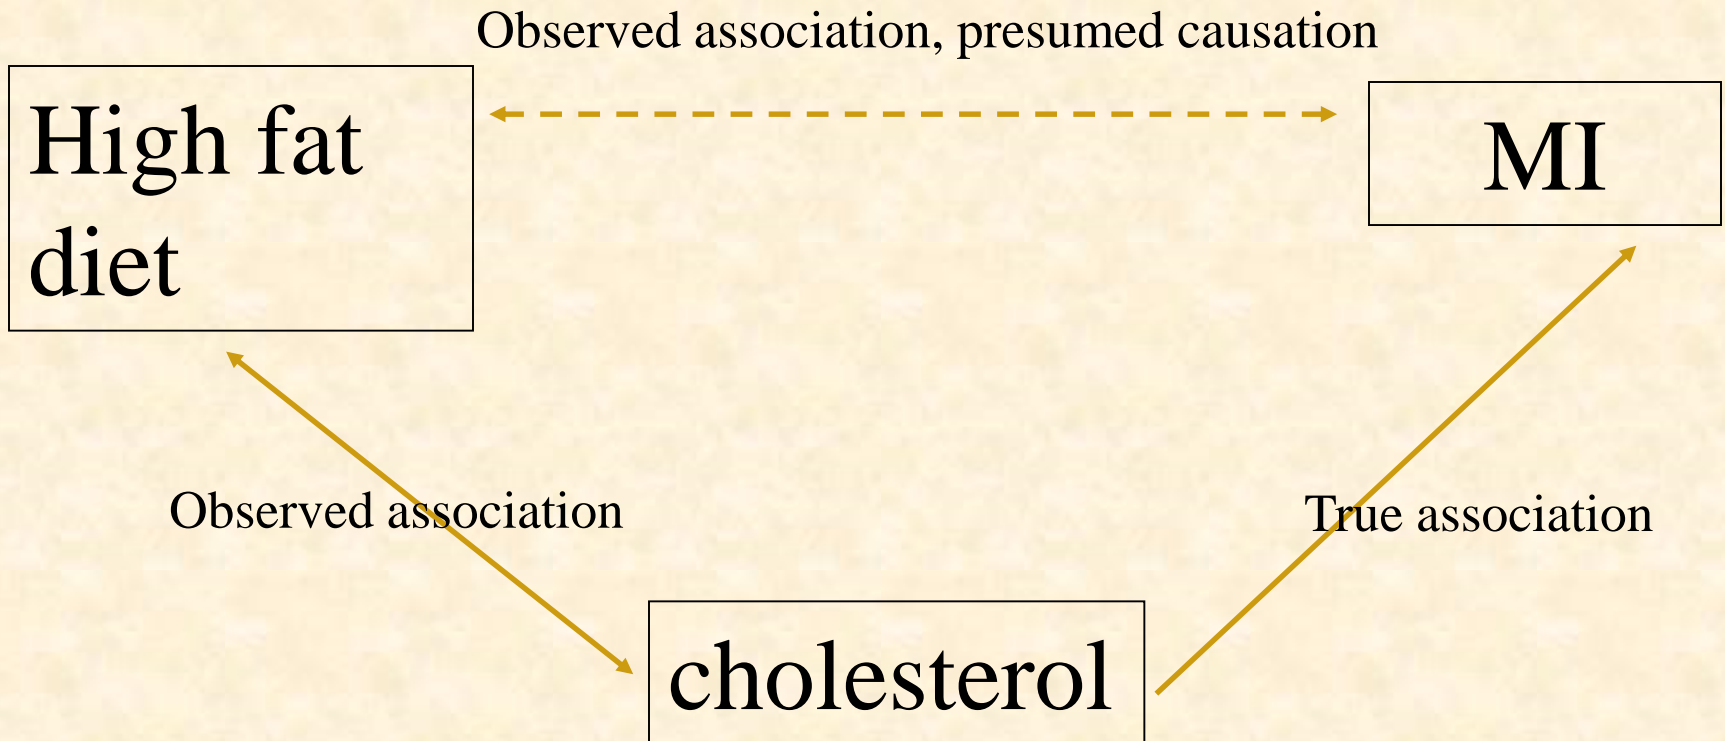 Observed association, presumed causation
High fat
diet
MI
Observed association
True association
cholesterol